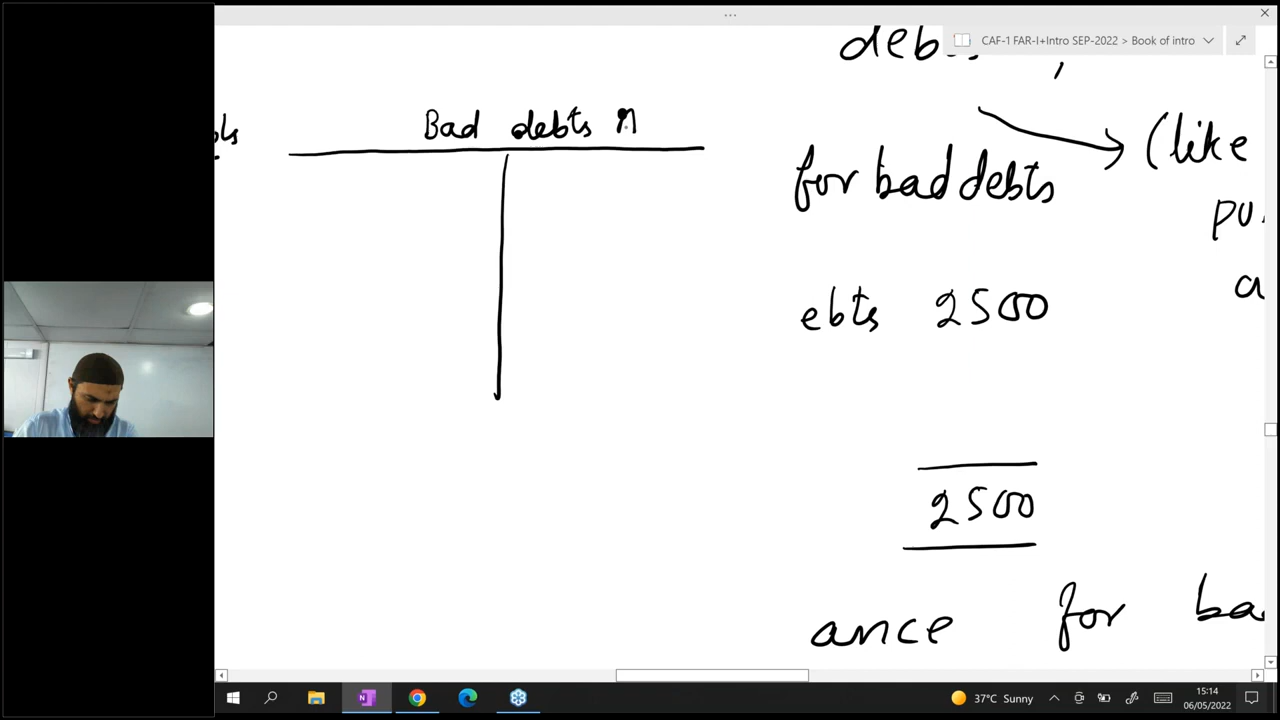 CAF-1 FAR-I+Intro SEP-2022 > Book of intro
Bad debts
for bad debts
(like
ebts 2500
2500
ance for ba
37°C Sunny
15:14
06/05/2022